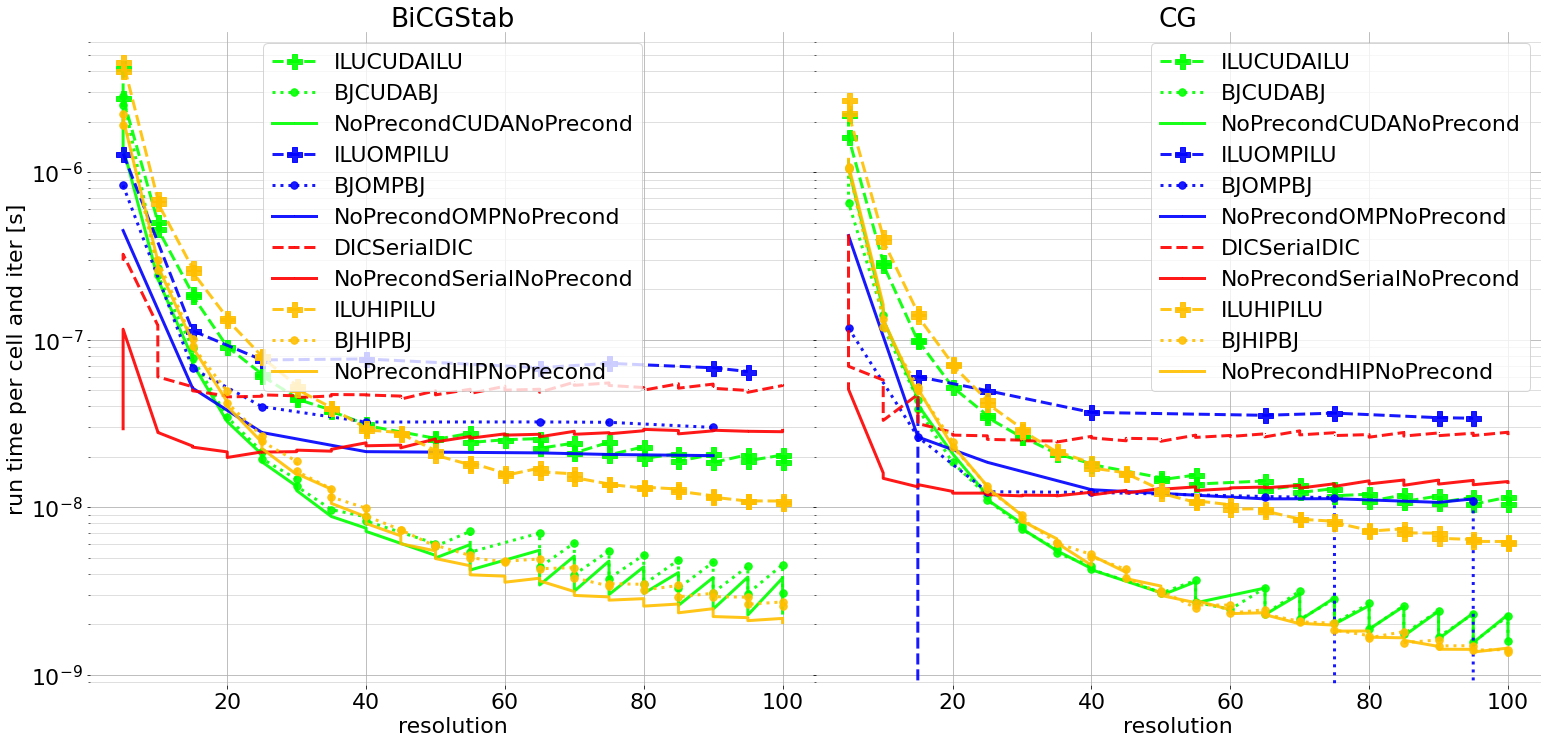 BiCGStab
CG
run time per cell and iter [s]
10⁻⁶
10⁻⁷
10⁻⁸
10⁻⁹
ILUCUDAILU
BJCUDABJ
NoPrecondCUDANoPrecond
ILUOMPILU
BJOMPBJ
NoPrecondOMPNoPrecond
DICSerialDIC
NoPrecondSerialNoPrecond
ILUHIPILU
BJHIPBJ
NoPrecondHIPNoPrecond
ILUCUDAILU
BJCUDABJ
NoPrecondCUDANoPrecond
ILUOMPILU
BJOMPBJ
NoPrecondOMPNoPrecond
DICSerialDIC
NoPrecondSerialNoPrecond
ILUHIPILU
BJHIPBJ
NoPrecondHIPNoPrecond
20 40 60 80 100
20 40 60 80 100
resolution
resolution